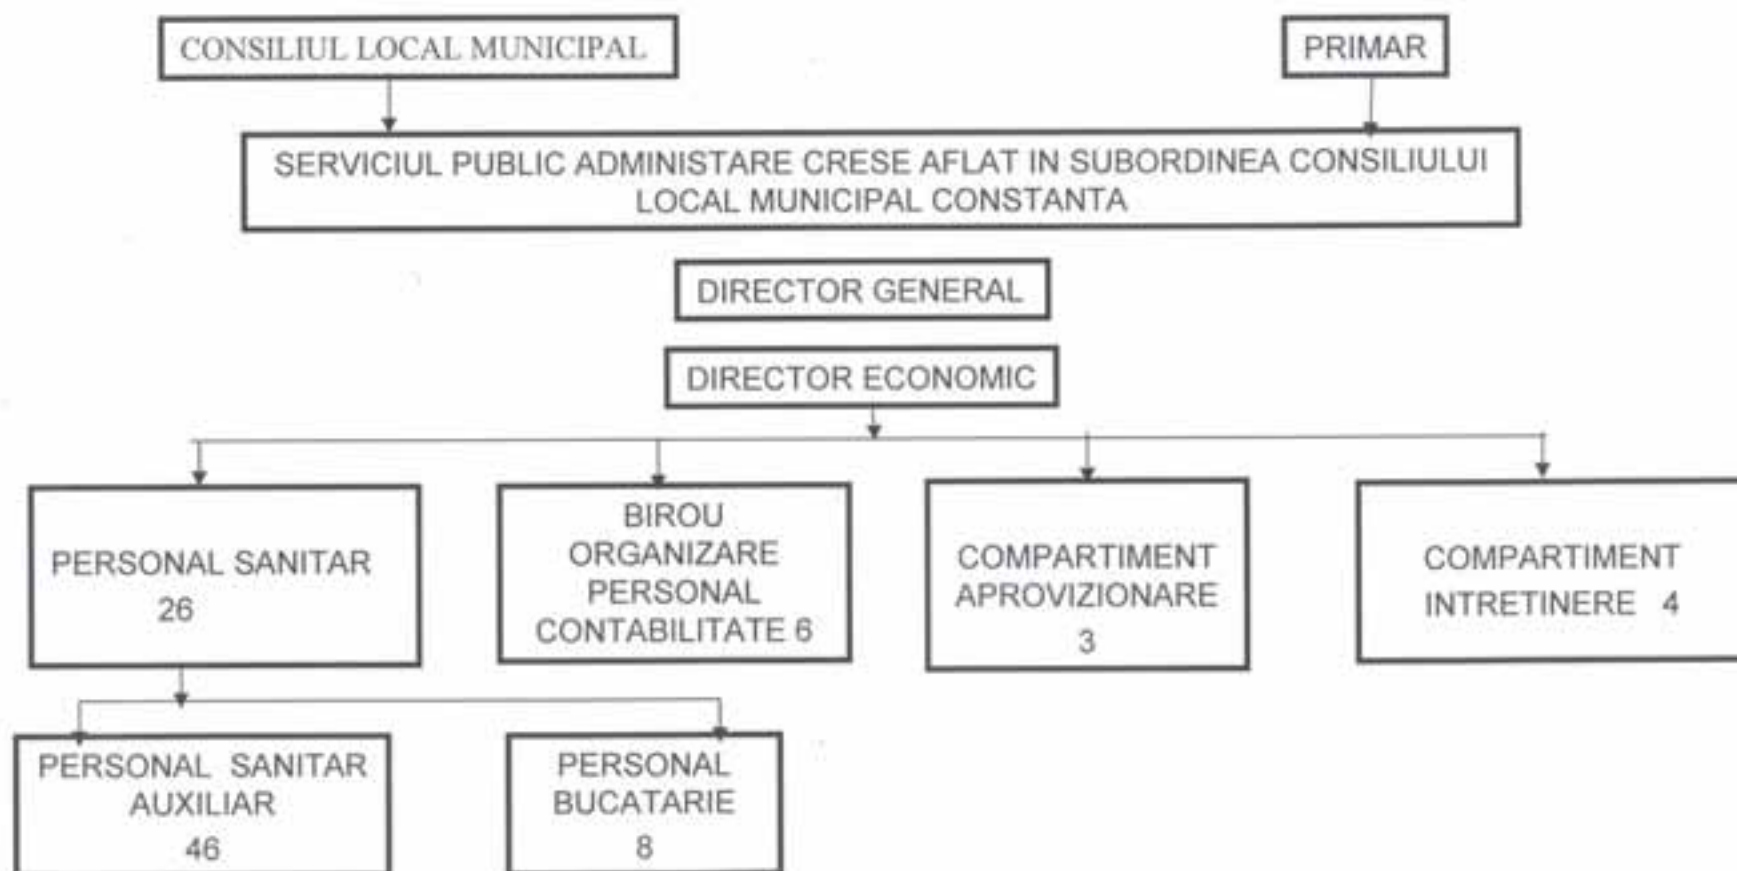 CONSILIUL LOCAL MUNICIPAL
PRIMAR
SERVICIUL PUBLIC ADMINISTARE CRESE AFLAT IN SUBORDINEA CONSILIULUI
LOCAL MUNICIPAL CONSTANTA
DIRECTOR GENERAL
DIRECTOR ECONOMIC
PERSONAL SANITAR
26
BIROU
ORGANIZARE
PERSONAL
CONTABILITATE 6
COMPARTIMENT
APROVIZIONARE
3
COMPARTIMENT
INTRETINERE 4
PERSONAL SANITAR
AUXILIAR
46
PERSONAL
BUCATARIE
8